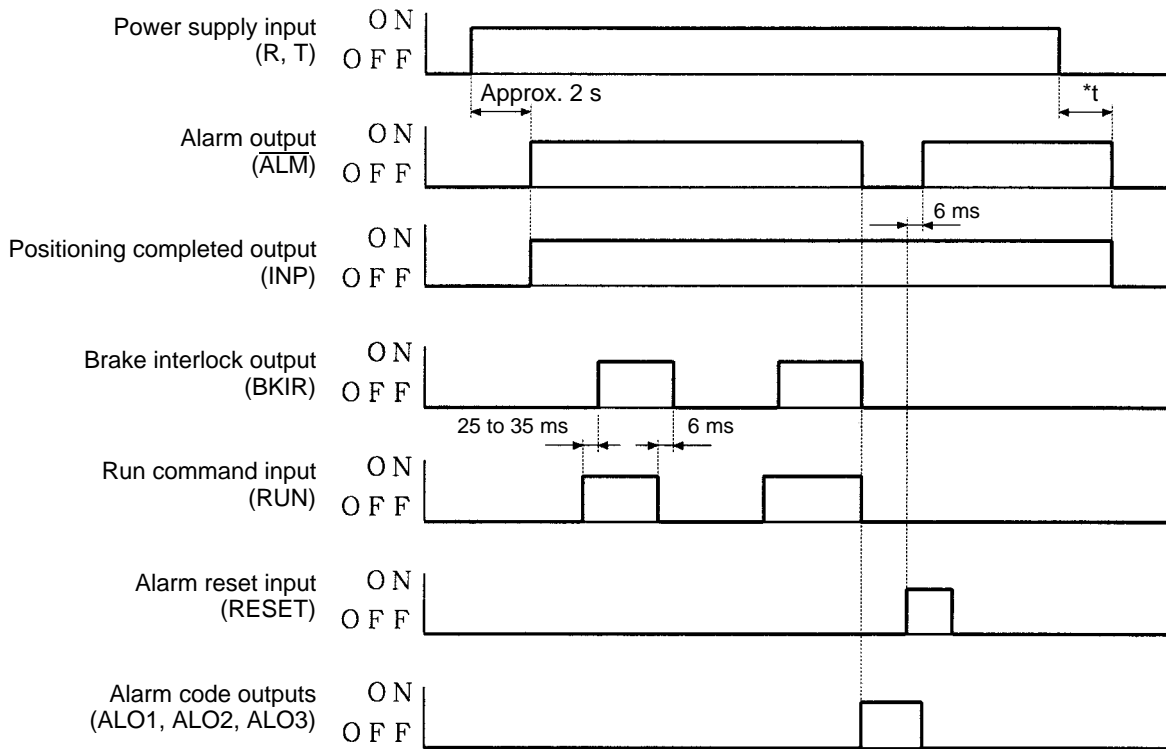 Power supply input
(R, T)
ON
OFF
Approx. 2 s
*t
Alarm output
(ALM)
ON
OFF
6 ms
Positioning completed output
(INP)
ON
OFF
Brake interlock output
(BKIR)
ON
OFF
25 to 35 ms
6 ms
Run command input
(RUN)
ON
OFF
Alarm reset input
(RESET)
ON
OFF
Alarm code outputs
(ALO1, ALO2, ALO3)
ON
OFF